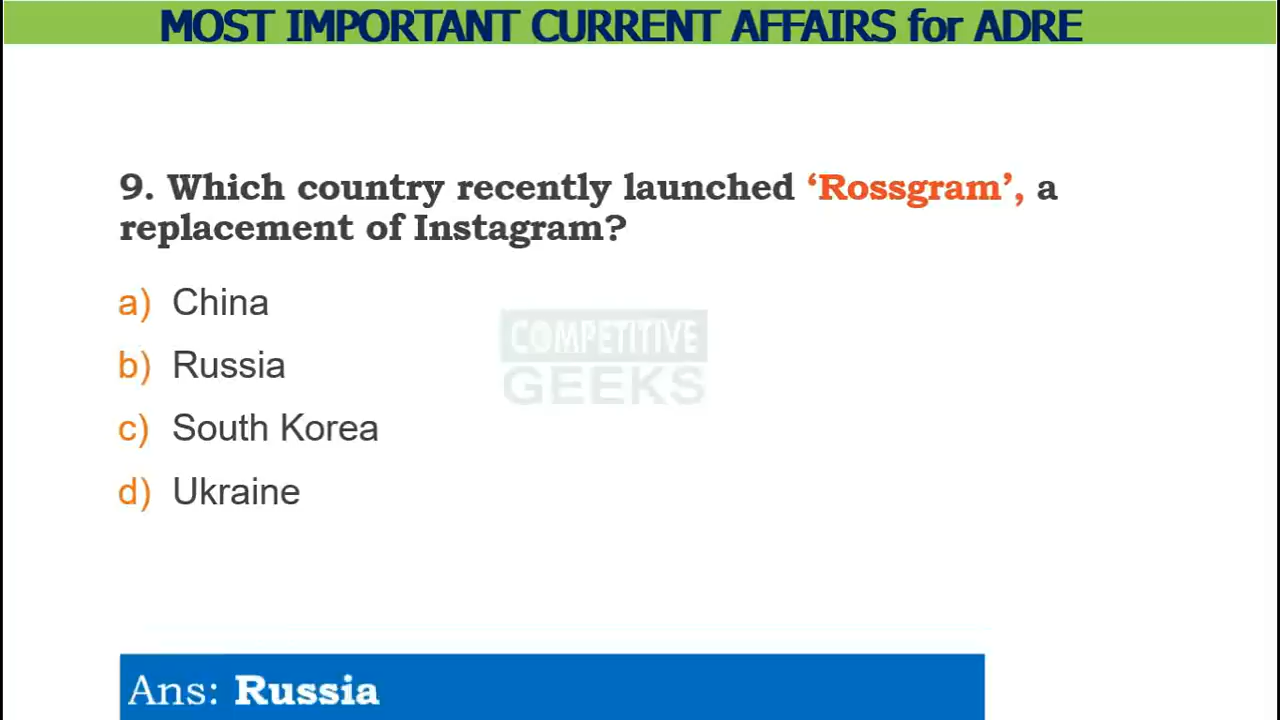 MOST IMPORTANT CURRENT AFFAIRS for ADRE
9. Which country recently launched ‘Rossgram’, a
replacement of Instagram?
a) China
b) Russia
COMPETITIVE
GEEKS
c) South Korea
d) Ukraine
Ans: Russia